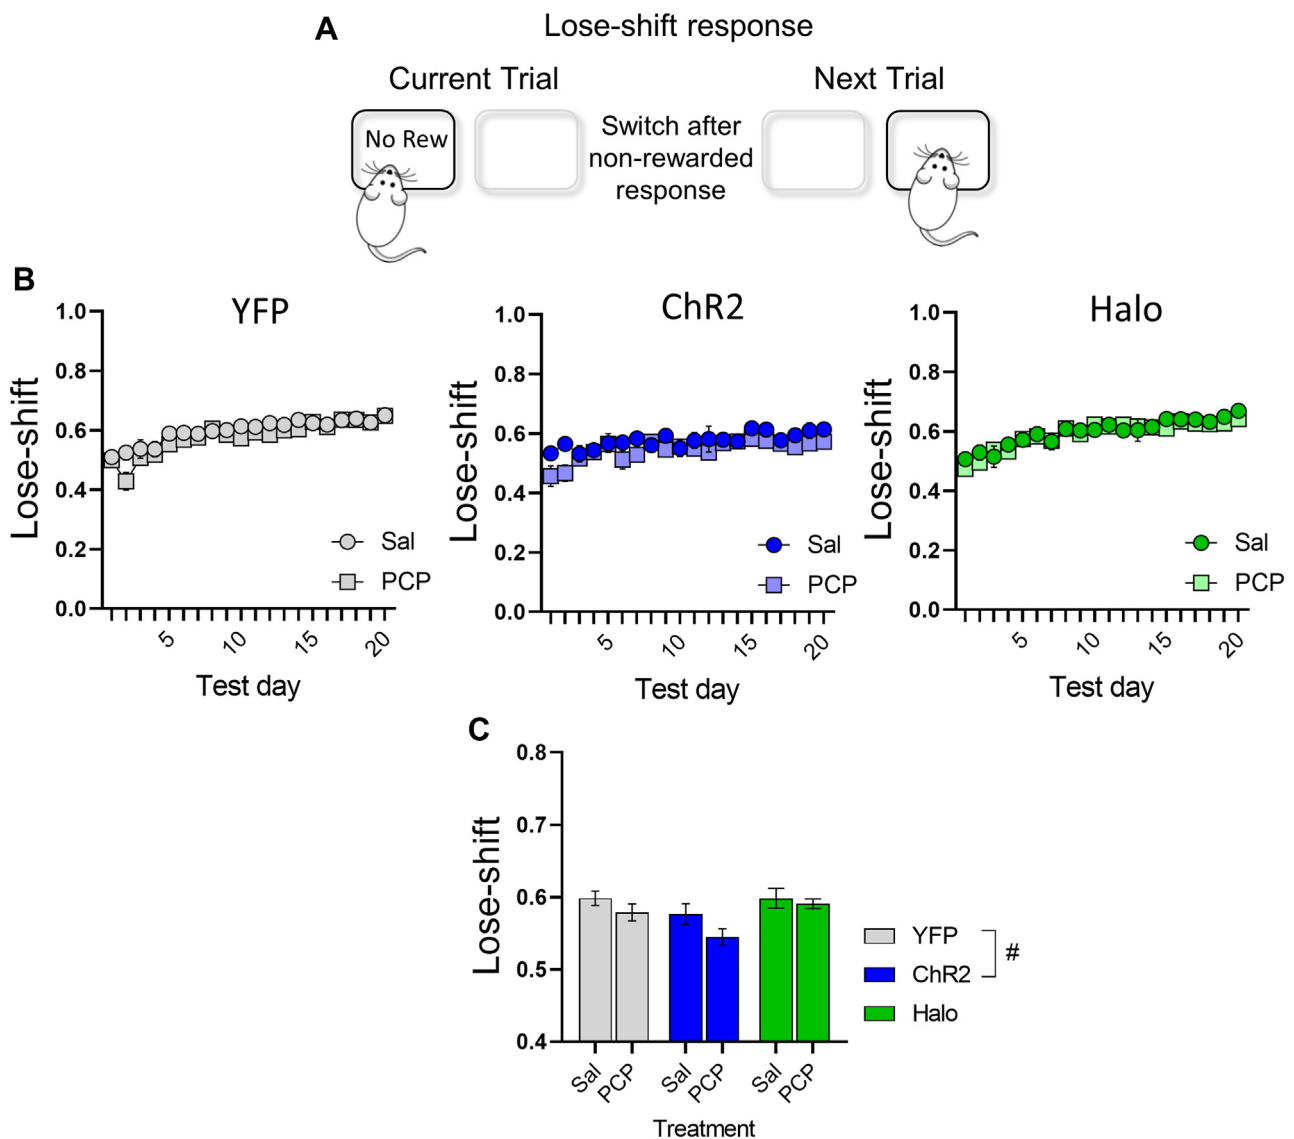 A
Lose-shift response
Current Trial
Next Trial
No Rew
Switch after
non-rewarded
response
B
YFP
Lose-shift
1.0
0.8
0.6
0.4
0.2
0.0
Sal
PCP
5
10
15
20
Test day
ChR2
Lose-shift
1.0
0.8
0.6
0.4
0.2
0.0
Sal
PCP
5
10
15
20
Test day
Halo
Lose-shift
1.0
0.8
0.6
0.4
0.2
0.0
Sal
PCP
5
10
15
20
Test day
C
Lose-shift
0.8
0.7
0.6
0.5
0.4
Sal
PCP
Sal
PCP
Sal
PCP
Treatment
YFP
ChR2
Halo
#